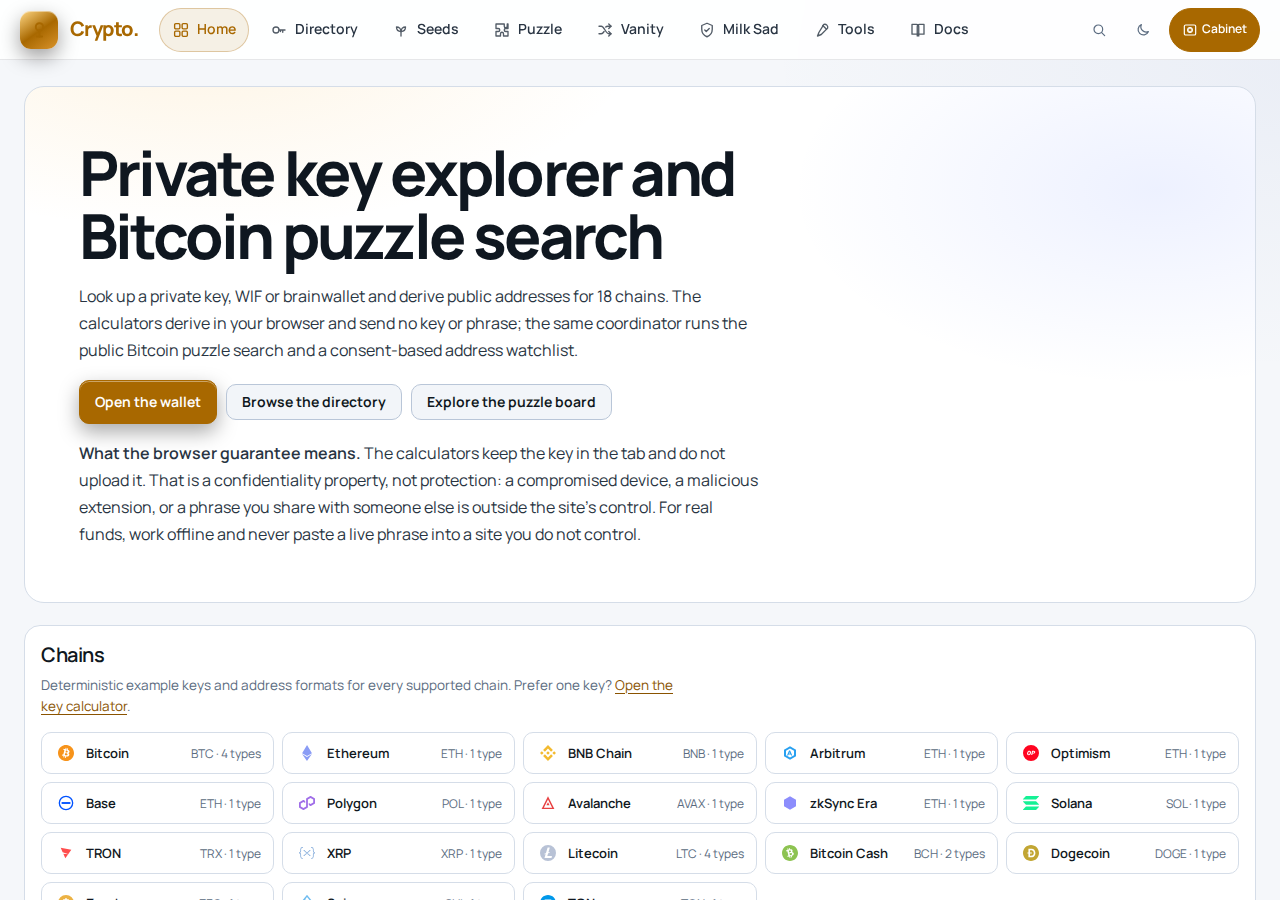 Crypto.
Home
Directory
Seeds
Puzzle
Vanity
Milk Sad
Tools
Docs
Cabinet
Private key explorer and
Bitcoin puzzle search
Look up a private key, WIF or brainwallet and derive public addresses for 18 chains. The
calculators derive in your browser and send no key or phrase; the same coordinator runs the
public Bitcoin puzzle search and a consent-based address watchlist.
Open the wallet
Browse the directory
Explore the puzzle board
What the browser guarantee means. The calculators keep the key in the tab and do not
upload it. That is a confidentiality property, not protection: a compromised device, a malicious
extension, or a phrase you share with someone else is outside the site's control. For real
funds, work offline and never paste a live phrase into a site you do not control.
Chains
Deterministic example keys and address formats for every supported chain. Prefer one key? Open the
key calculator.
Bitcoin BTC · 4 types
Ethereum ETH · 1 type
BNB Chain BNB · 1 type
Arbitrum ETH · 1 type
Optimism ETH · 1 type
Base ETH · 1 type
Polygon POL · 1 type
Avalanche AVAX · 1 type
zkSync Era ETH · 1 type
Solana SOL · 1 type
TRON TRX · 1 type
XRP XRP · 1 type
Litecoin LTC · 4 types
Bitcoin Cash BCH · 2 types
Dogecoin DOGE · 1 type